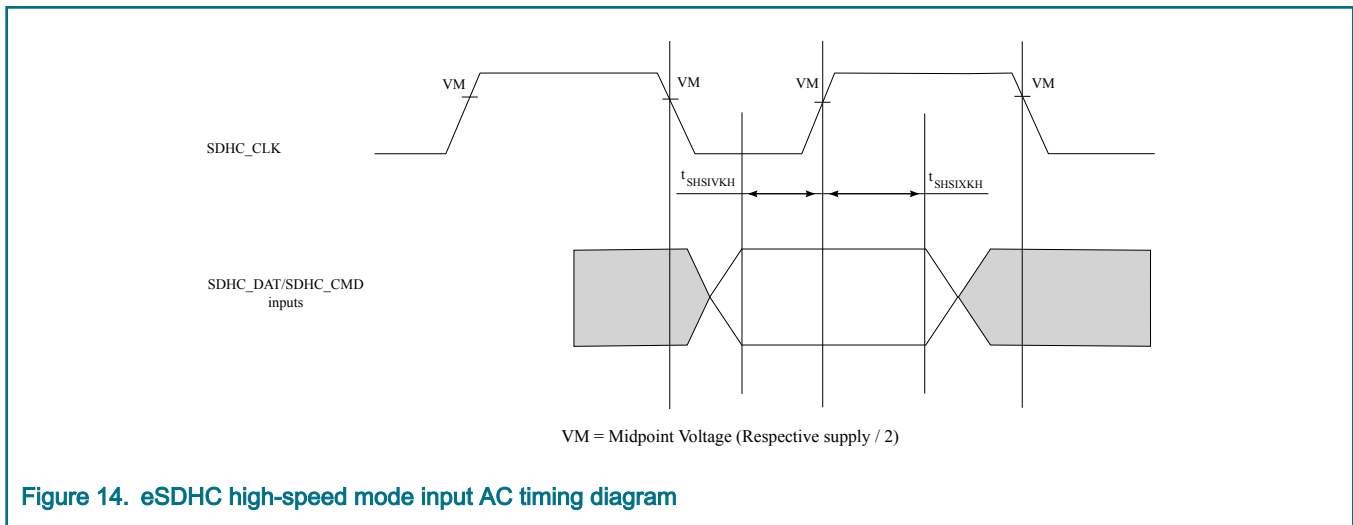 VM
VM
VM
VM
SDHC_CLK
tSHSIVKH
tSHSIXKH
SDHC_DAT/SDHC_CMD
inputs
VM = Midpoint Voltage (Respective supply / 2)
Figure 14. eSDHC high-speed mode input AC timing diagram